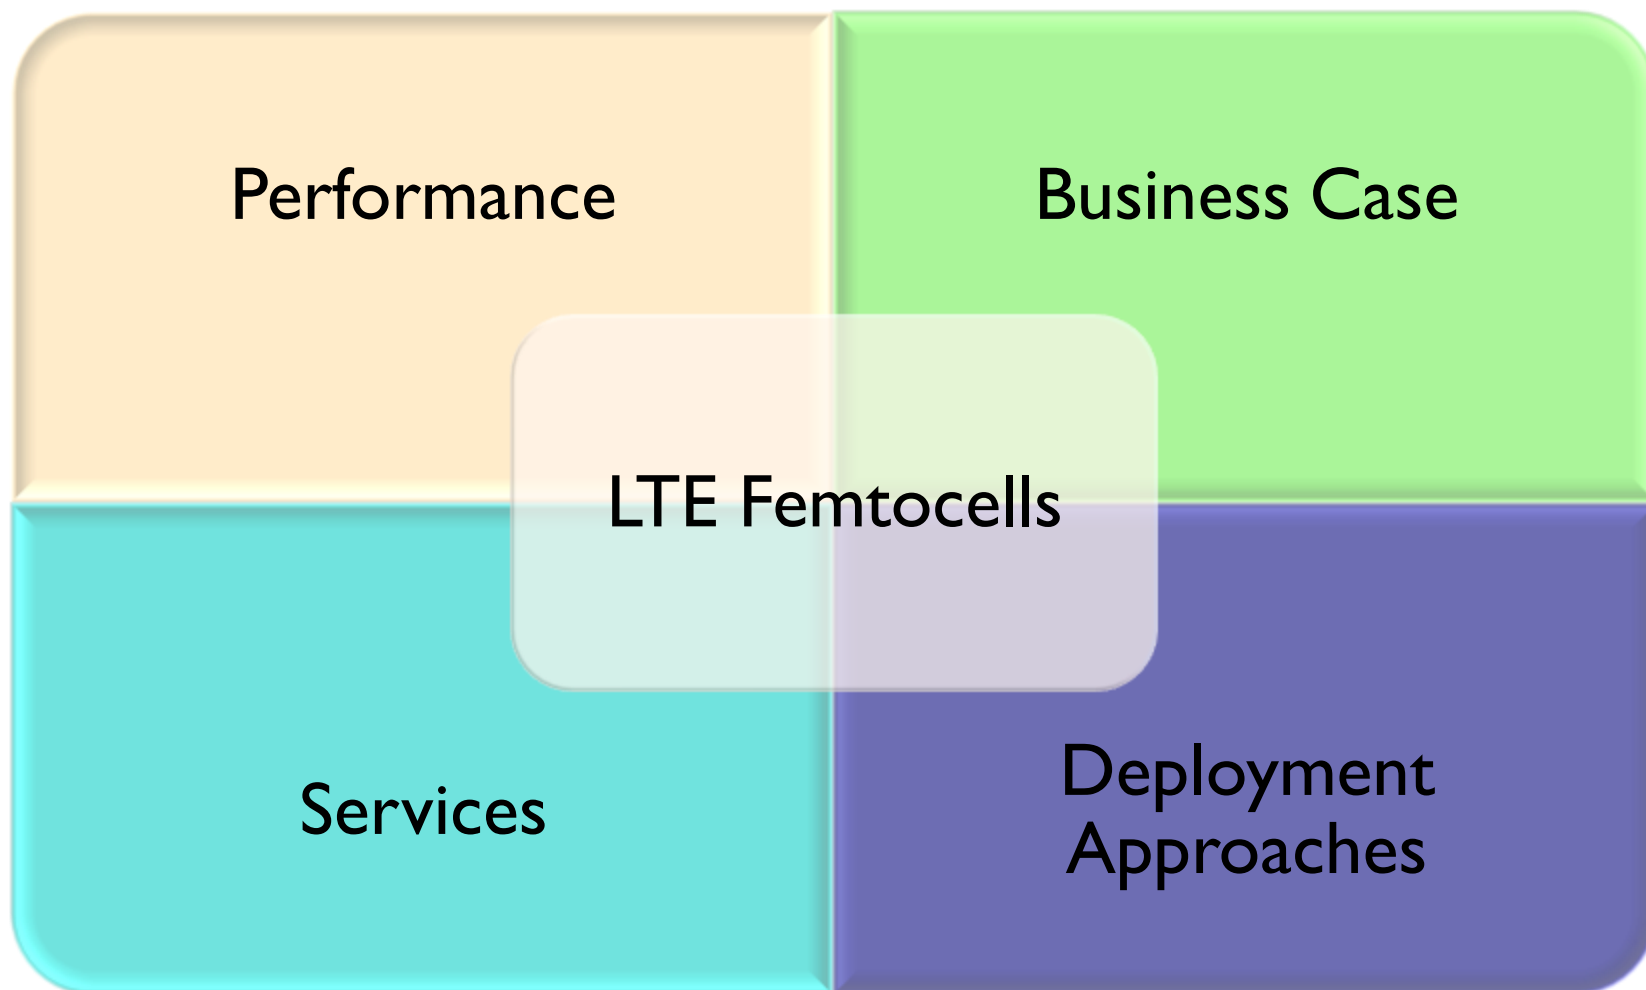 Performance
Business Case
LTE Femtocells
Services
Deployment
Approaches